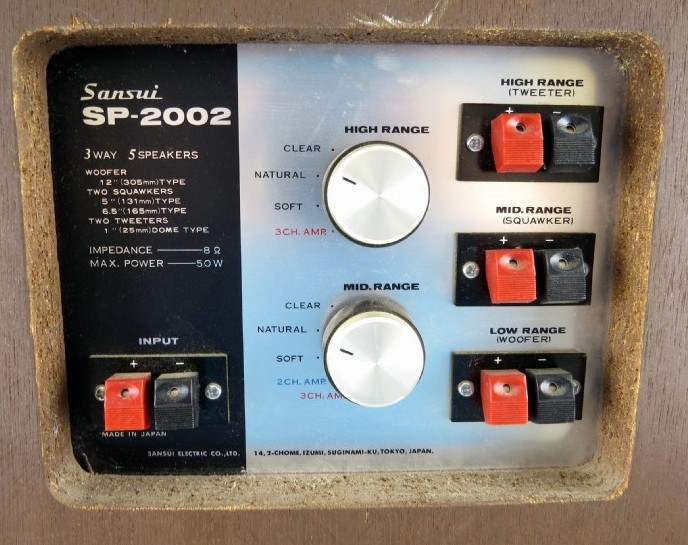 Sansui
SP-2002
3 WAY 5 SPEAKERS
WOOFER
12" (305mm) TYPE
TWO SQUAWKERS
5" (131mm) TYPE
6.5" (165mm) TYPE
TWO TWEETERS
1" (25mm) DOME TYPE
IMPEDANCE — 8 Ω
MAX. POWER — 50W
INPUT
+ −
MADE IN JAPAN
SANSUI ELECTRIC CO., LTD. 14, 2-CHOME, IZUMI, SUGINAMI-KU, TOKYO, JAPAN.
HIGH RANGE
CLEAR
NATURAL
SOFT
3CH. AMP.
MID. RANGE
CLEAR
NATURAL
SOFT
2CH. AMP.
3CH. AM
HIGH RANGE
(TWEETER)
+ −
MID. RANGE
(SQUAWKER)
+ −
LOW RANGE
(WOOFER)
+ −